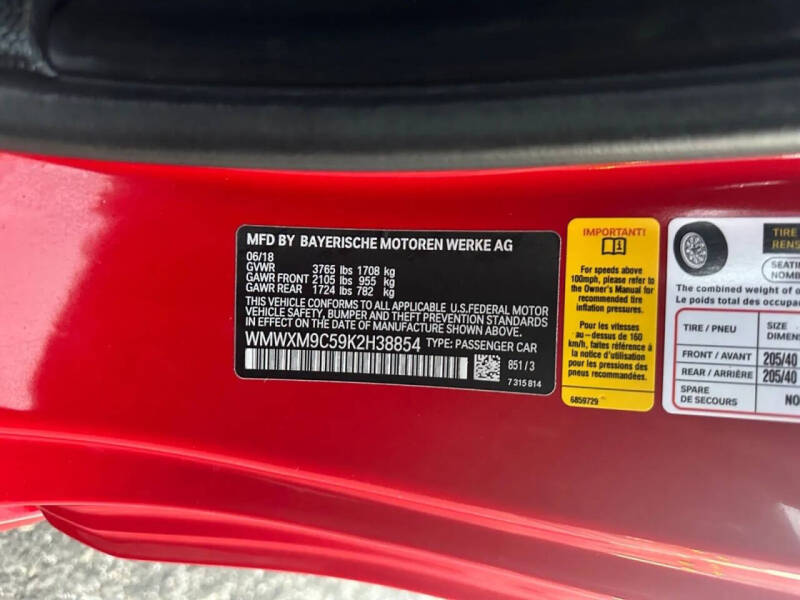 MFD BY BAYERISCHE MOTOREN WERKE AG
06/18
GVWR 3765 lbs 1708 kg
GAWR FRONT 2105 lbs 955 kg
GAWR REAR 1724 lbs 782 kg
THIS VEHICLE CONFORMS TO ALL APPLICABLE U.S.FEDERAL MOTOR
VEHICLE SAFETY, BUMPER AND THEFT PREVENTION STANDARDS
IN EFFECT ON THE DATE OF MANUFACTURE SHOWN ABOVE.
WMWXM9C59K2H38854 TYPE: PASSENGER CAR
851/3
7 315 814
IMPORTANT!
For speeds above
100mph, please refer to
the Owner's Manual for
recommended tire
inflation pressures.
Pour les vitesses
au-dessus de 160
km/h, faites référence à
la notice d'utilisation
pour les pressions des
pneus recommandées.
6859729
TIRE
RENS
SEATI
NOMB
The combined weight of o
Le poids total des occupa
TIRE / PNEU
SIZE
DIMEN
FRONT / AVANT 205/40
REAR / ARRIÈRE 205/40
SPARE
DE SECOURS
NO